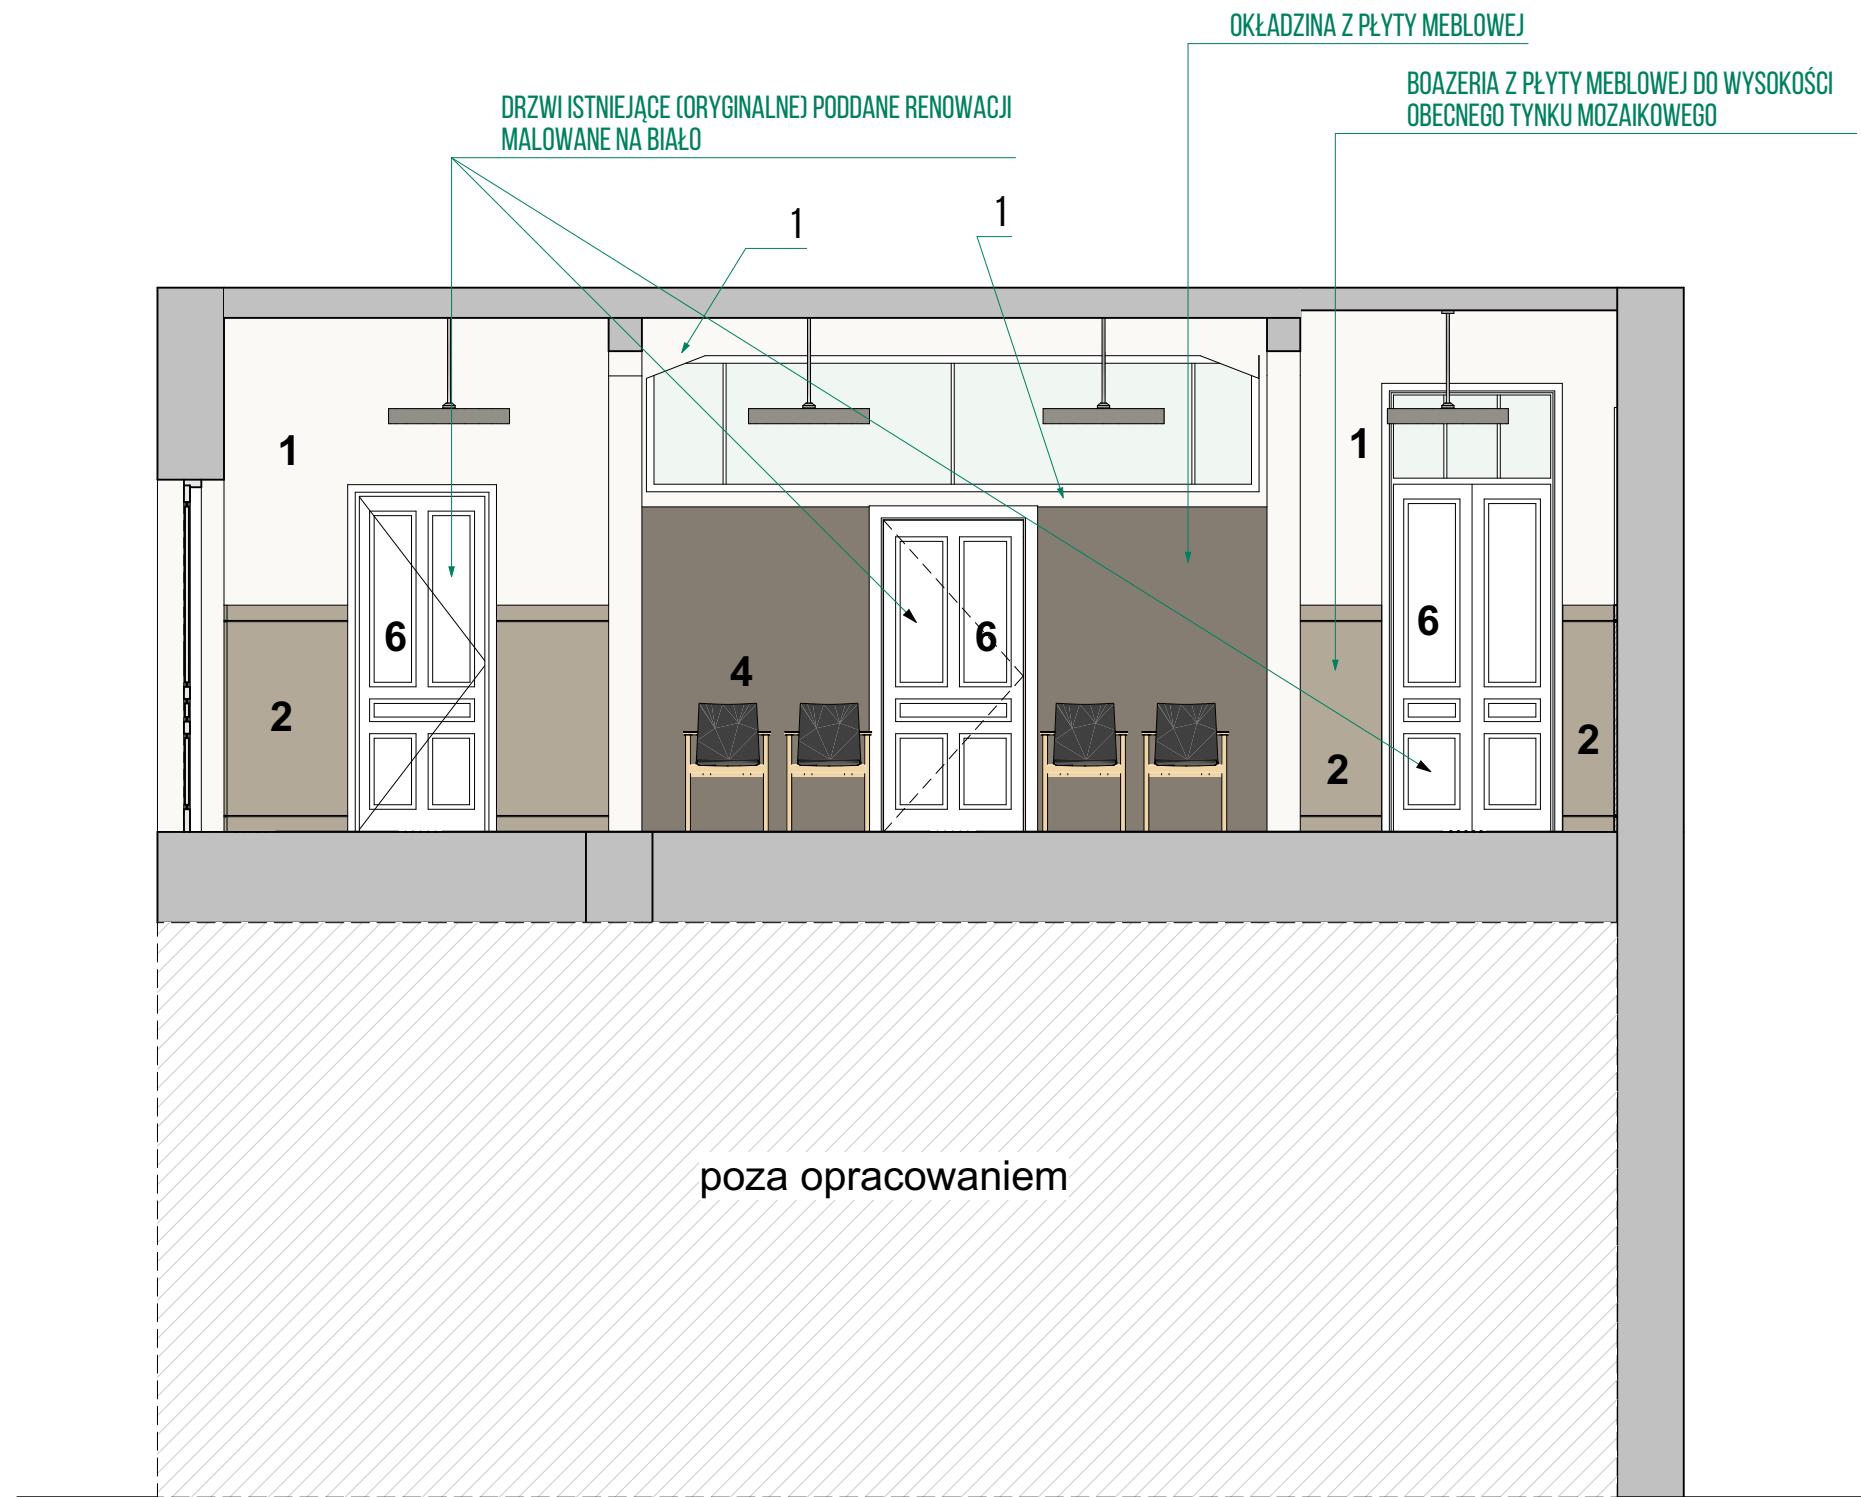 OKŁADZINA Z PŁYTY MEBLOWEJ
BOAZERIA Z PŁYTY MEBLOWEJ DO WYSOKOŚCI
OBECNEGO TYNKU MOZAIKOWEGO
DRZWI ISTNIEJĄCE (ORYGINALNE) PODDANE RENOWACJI
MALOWANE NA BIAŁO
1
1
1
1
6
6
6
4
2
2
2
poza opracowaniem